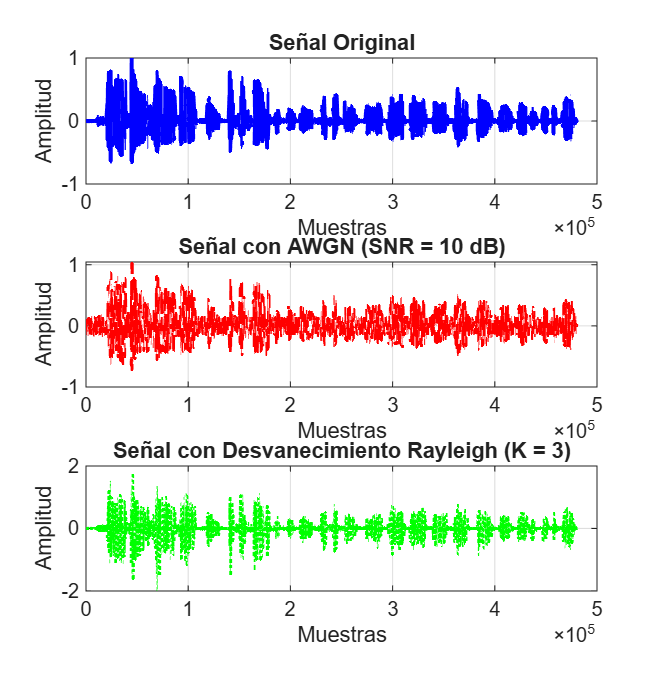 Señal Original
Amplitud
1
0
-1
0 1 2 3 4 5
Muestras
×10⁵
Señal con AWGN (SNR = 10 dB)
Amplitud
1
0
-1
0 1 2 3 4 5
Muestras
×10⁵
Señal con Desvanecimiento Rayleigh (K = 3)
Amplitud
2
0
-2
0 1 2 3 4 5
Muestras
×10⁵